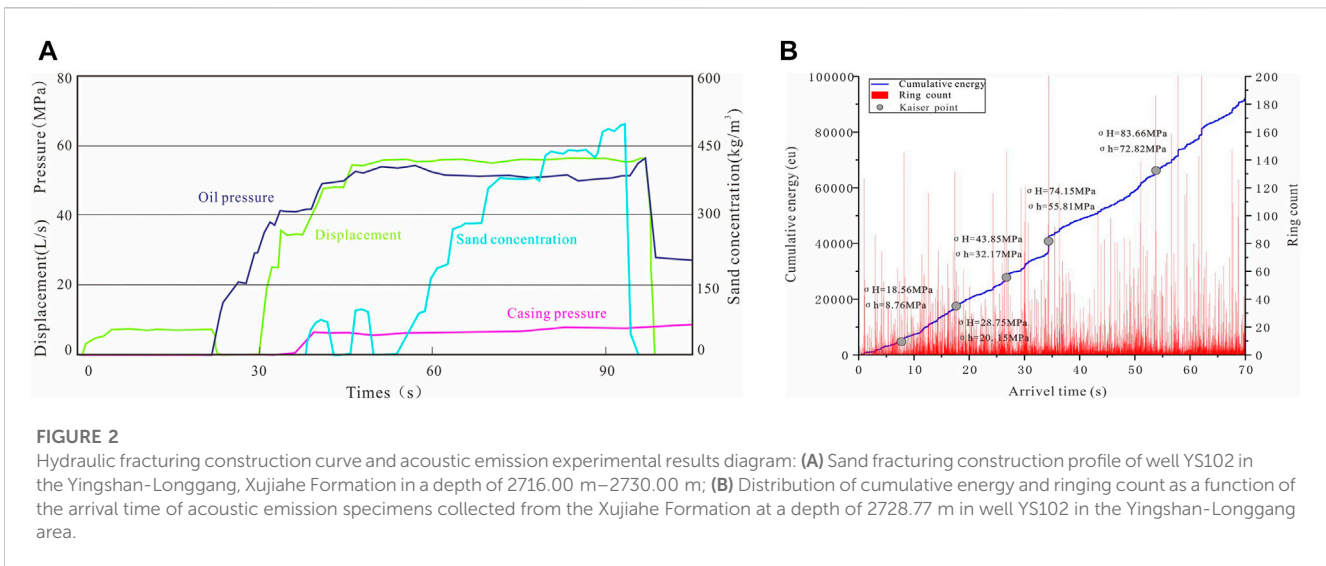 A
B
Pressure(MPa)
Displacement(L/s)
80
60
40
20
0
Oil pressure
Displacement
Sand concentration
Casing pressure
600
450
300
150
0
Sand concentration(kg/m³)
0
30
60
90
Times（s）
Cumulative energy (eu)
100000
80000
60000
40000
20000
0
Cumulative energy
Ring count
Kaiser point
σ H=83.66MPa
σ h=72.82MPa
σ H=74.15MPa
σ h=55.81MPa
σ H=43.85MPa
σ h=32.17MPa
σ H=18.56MPa
σ h=8.76MPa
σ H=28.75MPa
σ h=20.15MPa
200
180
160
140
120
100
80
60
40
20
0
Ring count
0
10
20
30
40
50
60
70
Arrivel time (s)
FIGURE 2
Hydraulic fracturing construction curve and acoustic emission experimental results diagram: (A) Sand fracturing construction profile of well YS102 in
the Yingshan-Longgang, Xujiahe Formation in a depth of 2716.00 m–2730.00 m; (B) Distribution of cumulative energy and ringing count as a function of
the arrival time of acoustic emission specimens collected from the Xujiahe Formation at a depth of 2728.77 m in well YS102 in the Yingshan-Longgang
area.